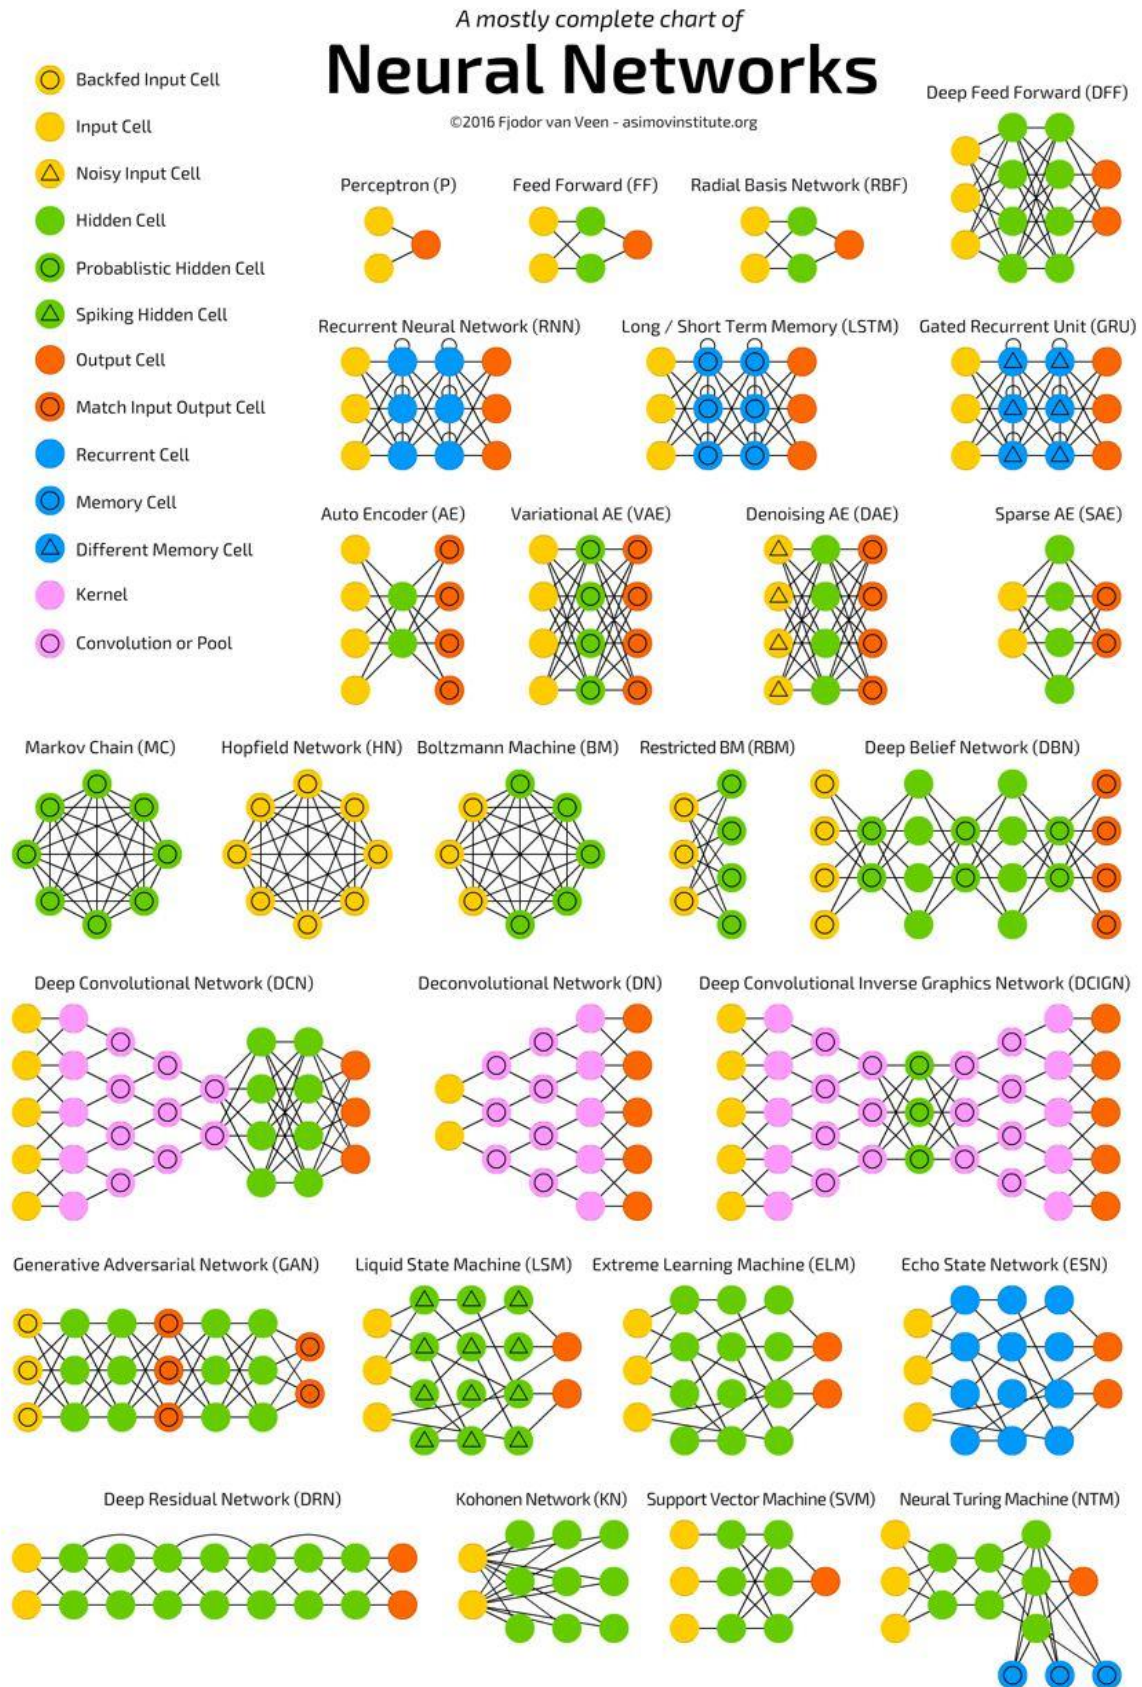 A mostly complete chart of
Neural Networks
©2016 Fjodor van Veen - asimovinstitute.org
Backfed Input Cell
Input Cell
Noisy Input Cell
Hidden Cell
Probablistic Hidden Cell
Spiking Hidden Cell
Output Cell
Match Input Output Cell
Recurrent Cell
Memory Cell
Different Memory Cell
Kernel
Convolution or Pool
Deep Feed Forward (DFF)
Perceptron (P)
Feed Forward (FF)
Radial Basis Network (RBF)
Recurrent Neural Network (RNN)
Long / Short Term Memory (LSTM)
Gated Recurrent Unit (GRU)
Auto Encoder (AE)
Variational AE (VAE)
Denoising AE (DAE)
Sparse AE (SAE)
Markov Chain (MC)
Hopfield Network (HN)
Boltzmann Machine (BM)
Restricted BM (RBM)
Deep Belief Network (DBN)
Deep Convolutional Network (DCN)
Deconvolutional Network (DN)
Deep Convolutional Inverse Graphics Network (DCIGN)
Generative Adversarial Network (GAN)
Liquid State Machine (LSM)
Extreme Learning Machine (ELM)
Echo State Network (ESN)
Deep Residual Network (DRN)
Kohonen Network (KN)
Support Vector Machine (SVM)
Neural Turing Machine (NTM)